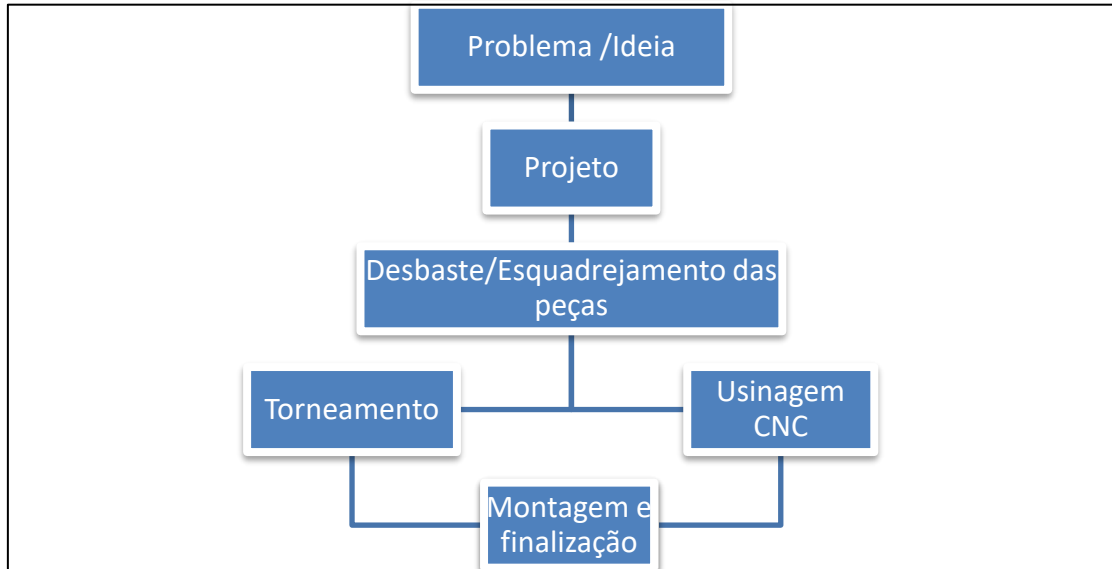 Problema /Ideia
Projeto
Desbaste/Esquadrejamento das
peças
Torneamento
Usinagem
CNC
Montagem e
finalização